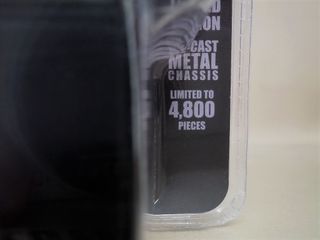 -CAST
METAL
CHASSIS
LIMITED TO
4,800
PIECES